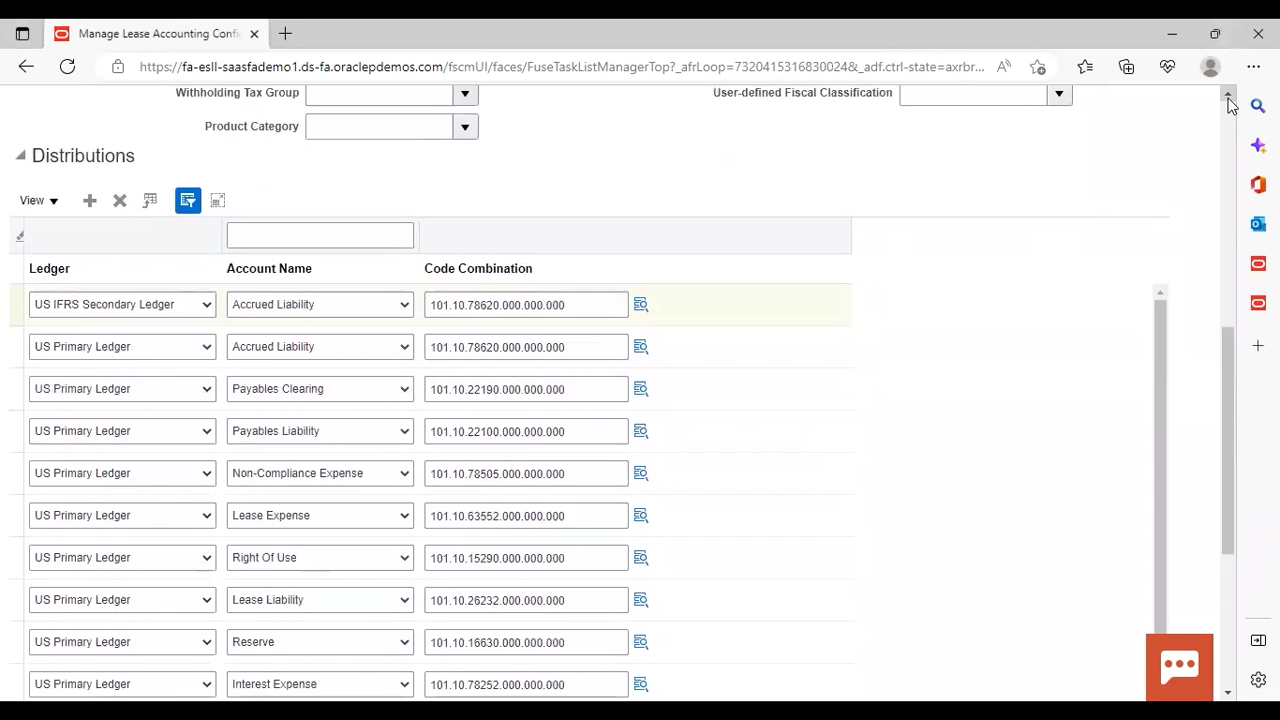 Manage Lease Accounting Confi
https://fa-esll-saasfademo1.ds-fa.oraclepdemos.com/fscmUI/faces/FuseTaskListManagerTop?_afrLoop=7320415316830024&_adf.ctrl-state=axrbr...
Withholding Tax Group
User-defined Fiscal Classification
Product Category
Distributions
View
Ledger Account Name Code Combination
US IFRS Secondary Ledger Accrued Liability 101.10.78620.000.000.000
US Primary Ledger Accrued Liability 101.10.78620.000.000.000
US Primary Ledger Payables Clearing 101.10.22190.000.000.000
US Primary Ledger Payables Liability 101.10.22100.000.000.000
US Primary Ledger Non-Compliance Expense 101.10.78505.000.000.000
US Primary Ledger Lease Expense 101.10.63552.000.000.000
US Primary Ledger Right Of Use 101.10.15290.000.000.000
US Primary Ledger Lease Liability 101.10.26232.000.000.000
US Primary Ledger Reserve 101.10.16630.000.000.000
US Primary Ledger Interest Expense 101.10.78252.000.000.000